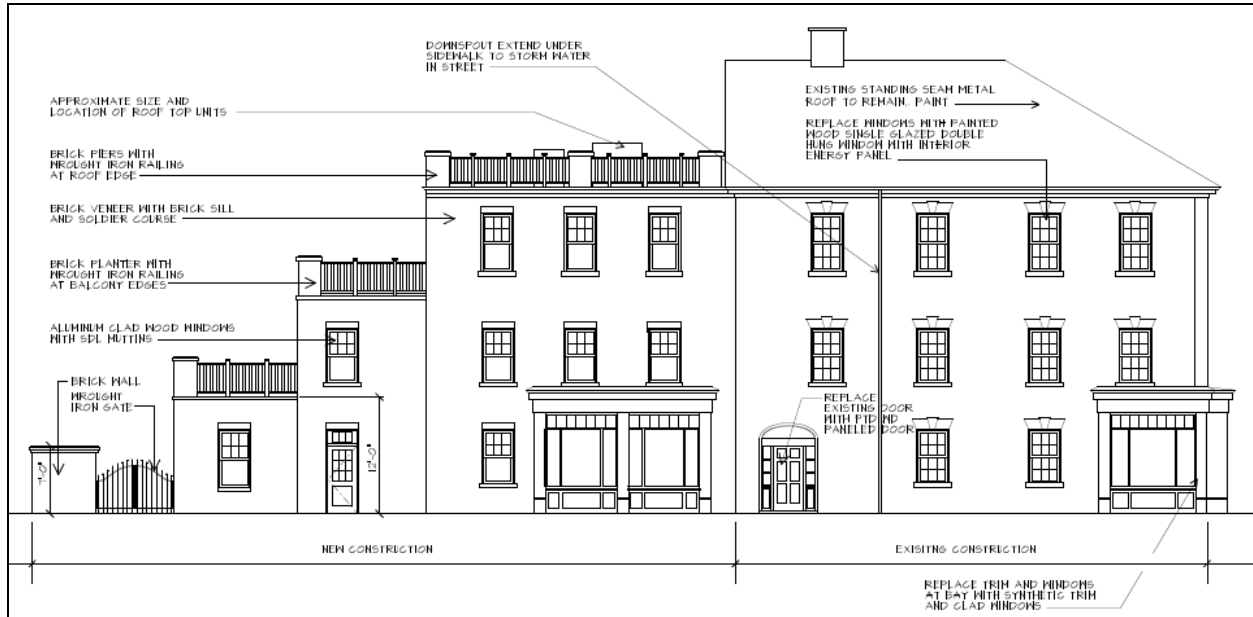 DOWNSPOUT EXTEND UNDER
SIDEWALK TO STORM WATER
IN STREET
APPROXIMATE SIZE AND
LOCATION OF ROOF TOP UNITS
EXISTING STANDING SEAM METAL
ROOF TO REMAIN, PAINT
REPLACE WINDOWS WITH PAINTED
WOOD SINGLE GLAZED DOUBLE
HUNG WINDOW WITH INTERIOR
ENERGY PANEL
BRICK PIERS WITH
WROUGHT IRON RAILING
AT ROOF EDGE
BRICK VENEER WITH BRICK SILL
AND SOLDIER COURSE
BRICK PLANTER WITH
WROUGHT IRON RAILING
AT BALCONY EDGES
ALUMINUM CLAD WOOD WINDOWS
WITH SDL MUTTINS
BRICK WALL
WROUGHT
IRON GATE
REPLACE
EXISTING DOOR
WITH PTD WD
PANELED DOOR
7'-0"
12'-0"
NEW CONSTRUCTION
EXISITNG CONSTRUCTION
REPLACE TRIM AND WINDOWS
AT BAY WITH SYNTHETIC TRIM
AND CLAD WINDOWS